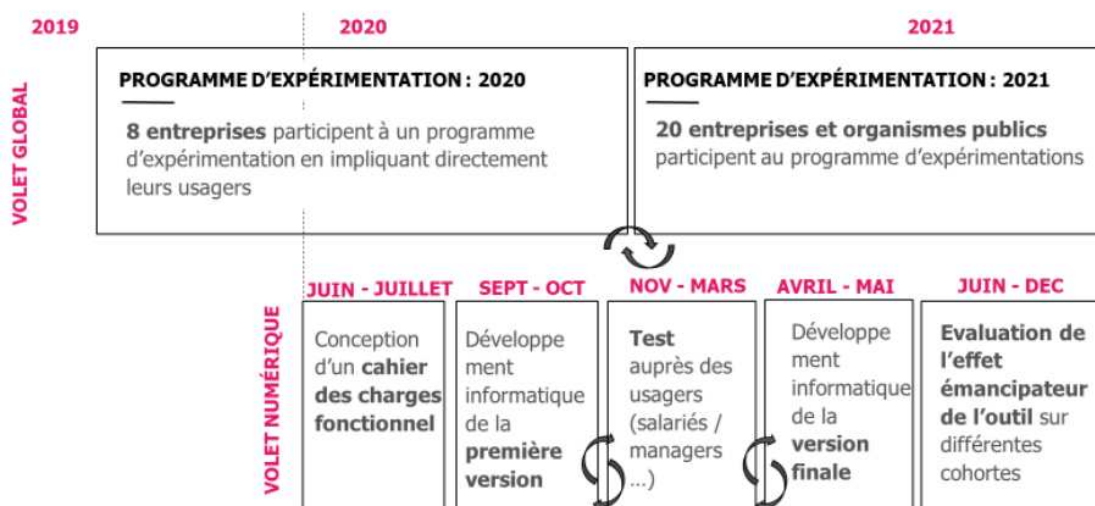 2019
2020
2021
VOLET GLOBAL
PROGRAMME D'EXPÉRIMENTATION : 2020
8 entreprises participent à un programme
d'expérimentation en impliquant directement
leurs usagers
PROGRAMME D'EXPÉRIMENTATION : 2021
20 entreprises et organismes publics
participent au programme d'expérimentations
VOLET NUMÉRIQUE
JUIN - JUILLET
Conception
d'un cahier
des charges
fonctionnel
SEPT - OCT
Développe
ment
informatique
de la
première
version
NOV - MARS
Test
auprès des
usagers
(salariés /
managers
...)
AVRIL - MAI
Développe
ment
informatique
de la
version
finale
JUIN - DEC
Evaluation de
l'effet
émancipateur
de l'outil sur
différentes
cohortes